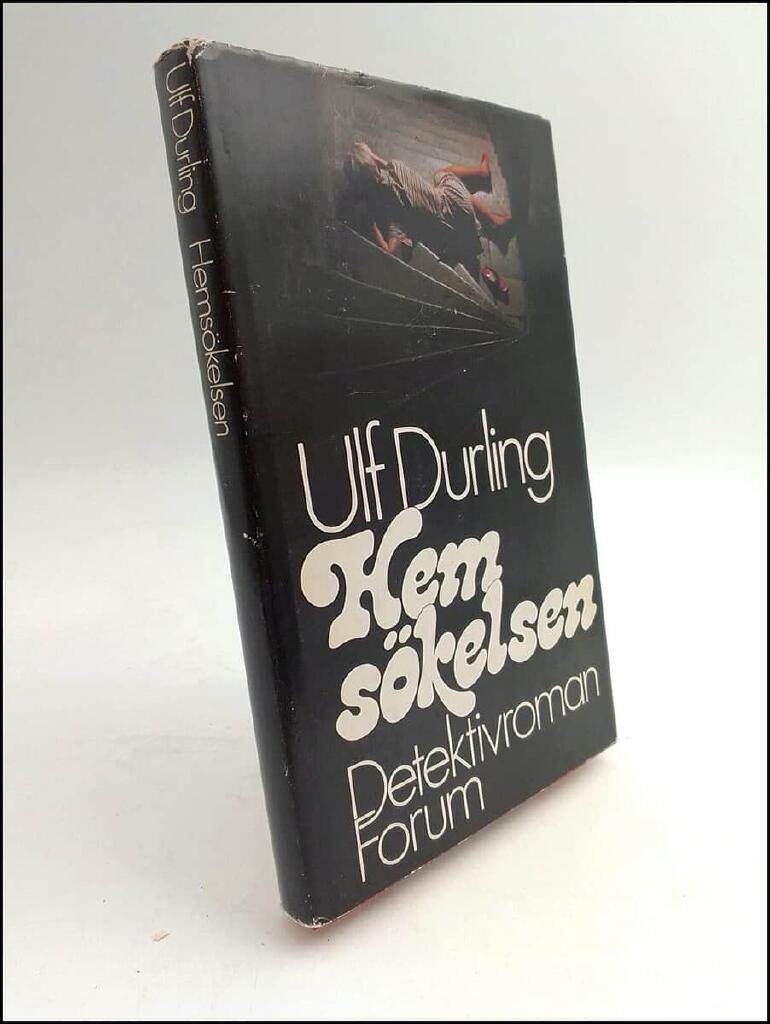 Ulf Durling Hemsökelsen
Ulf Durling
Hem
sökelsen
Detektivroman
Forum